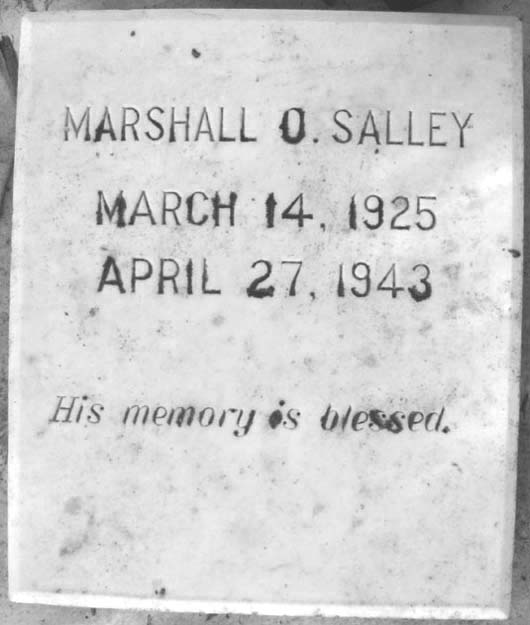 MARSHALL O. SALLEY
MARCH 14, 1925
APRIL 27, 1943
His memory is blessed.